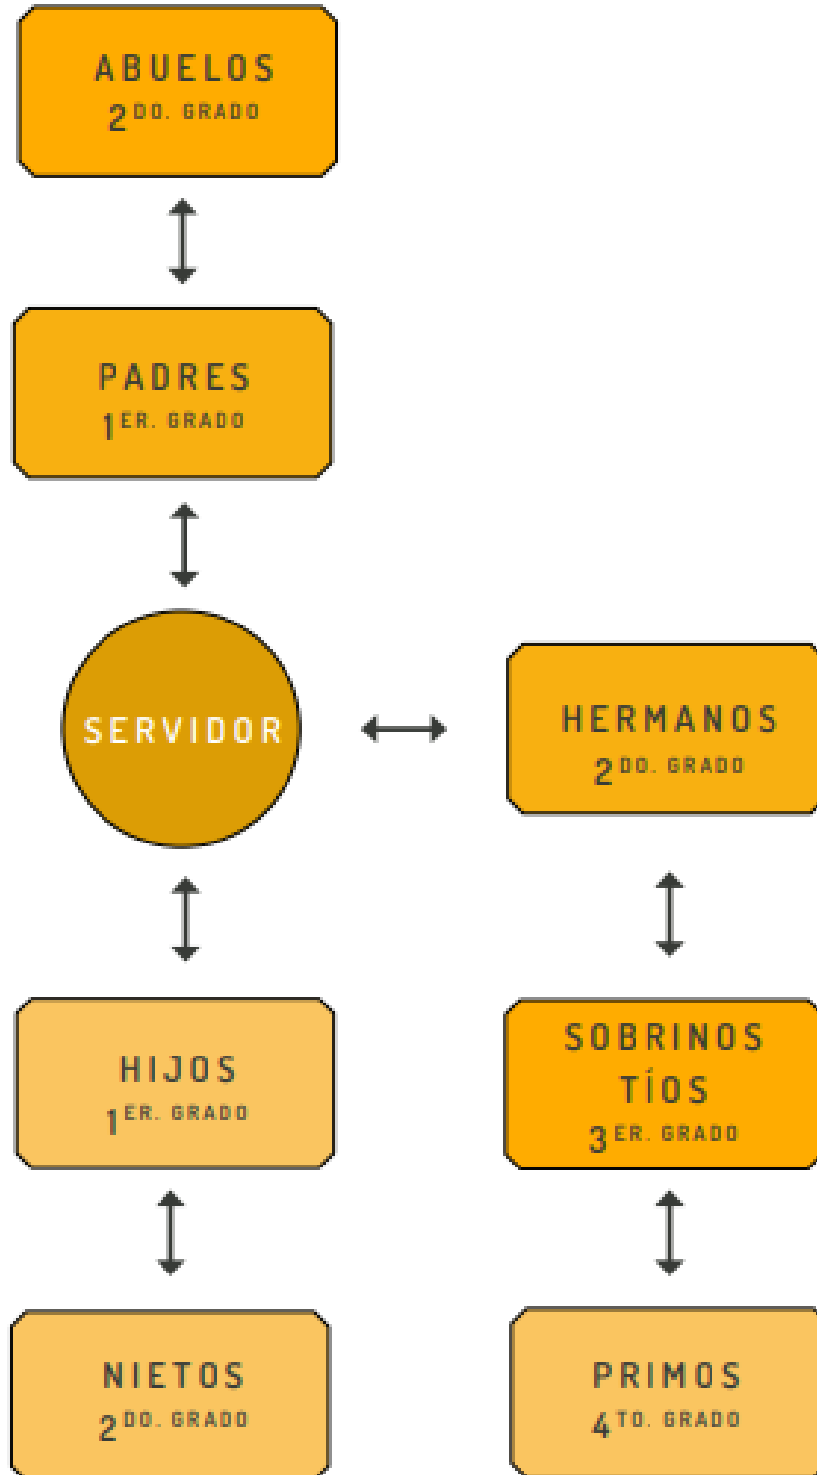 ABUELOS
2DO. GRADO
PADRES
1ER. GRADO
SERVIDOR
HERMANOS
2DO. GRADO
HIJOS
1ER. GRADO
SOBRINOS
TÍOS
3ER. GRADO
NIETOS
2DO. GRADO
PRIMOS
4TO. GRADO